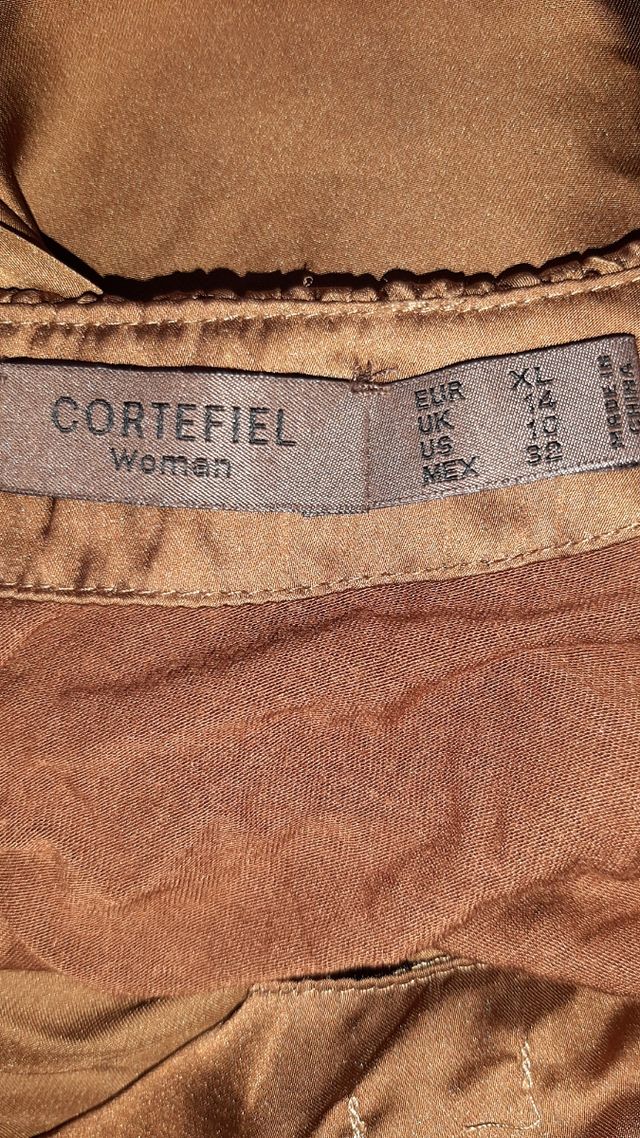 CORTEFIEL
Woman
EUR XL
UK 14
US 10
MEX 32
MADE IN
CHINA